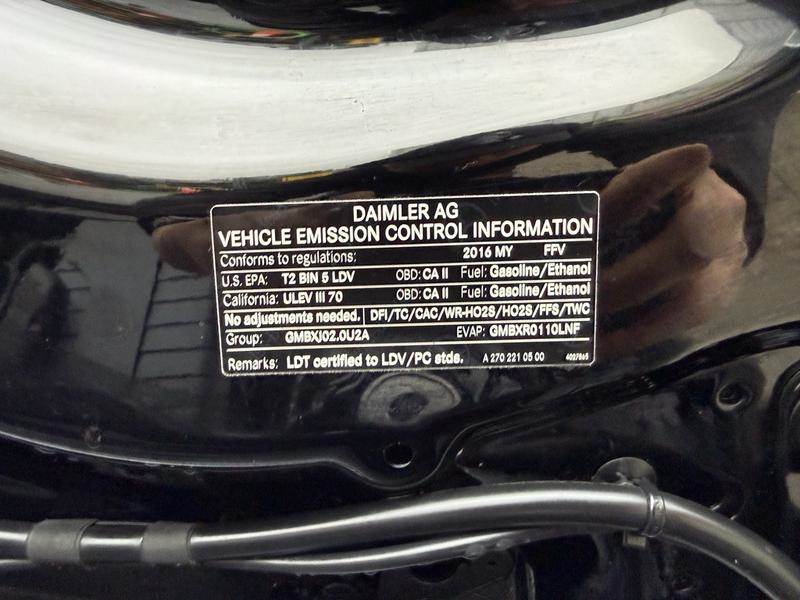 DAIMLER AG
VEHICLE EMISSION CONTROL INFORMATION
Conforms to regulations: 2016 MY FFV
U.S. EPA: T2 BIN 5 LDV OBD: CA II Fuel: Gasoline/Ethanol
California: ULEV III 70 OBD: CA II Fuel: Gasoline/Ethanol
No adjustments needed. DFI/TC/CAC/WR-HO2S/HO2S/FFS/TWC
Group: GMBXJ02.0U2A EVAP: GMBXR0110LNF
Remarks: LDT certified to LDV/PC stds. A 270 221 05 00